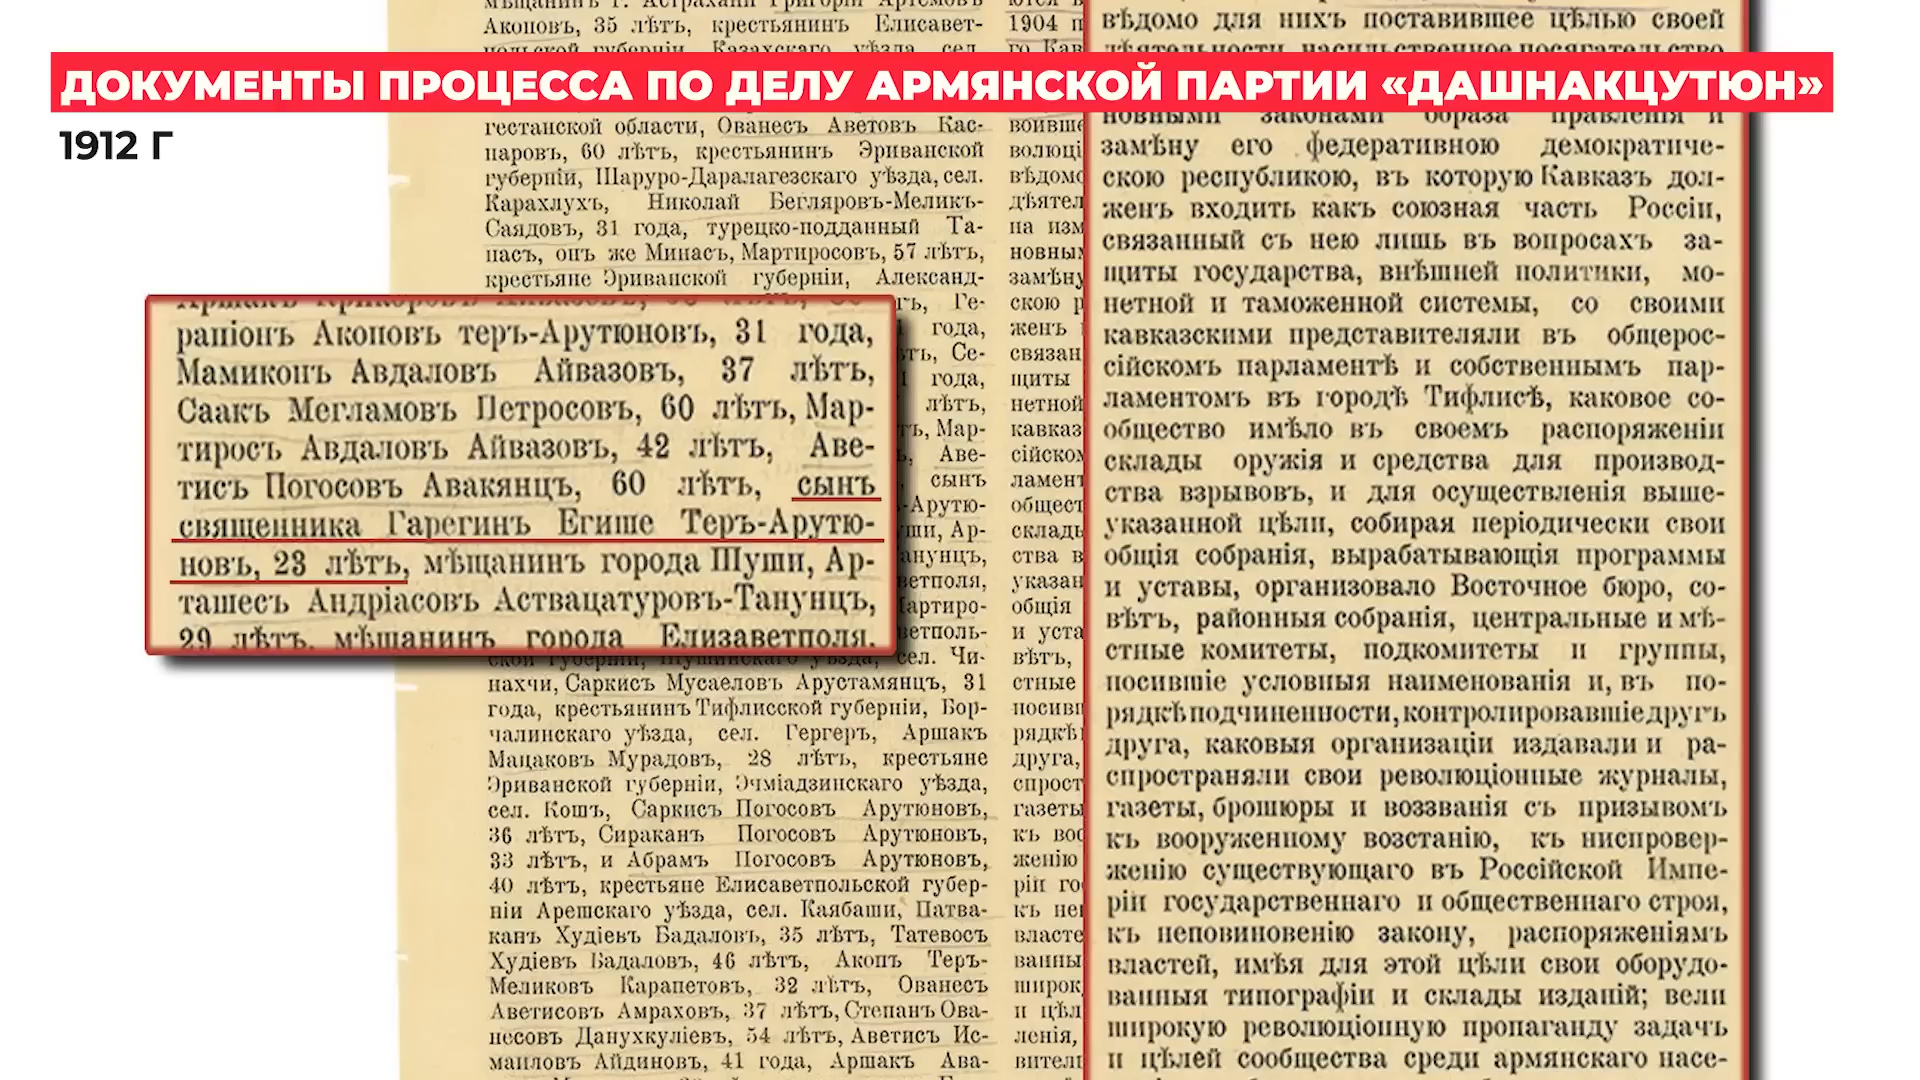 ДОКУМЕНТЫ ПРОЦЕССА ПО ДЕЛУ АРМЯНСКОЙ ПАРТИИ «ДАШНАКЦУТЮН»
1912 Г
Акоповъ, 35 лѣтъ, крестьянинъ Елисавет-
гестанской области, Ованесъ Аветовъ Кас-
паровъ, 60 лѣтъ, крестьянинъ Эриванской
губерніи, Шаруро-Даралагезскаго уѣзда, сел.
Карахлухъ, Николай Бегляровъ-Меликъ-
Саядовъ, 31 года, турецко-подданный Та-
пасъ, онъ же Минасъ, Мартиросовъ, 57 лѣтъ,
крестьяне Эриванской губерніи, Александ-
рапіонъ Акоповъ теръ-Арутюновъ, 31 года,
Мамиконъ Авдаловъ Айвазовъ, 37 лѣтъ,
Саакъ Мегламовъ Петросовъ, 60 лѣтъ, Мар-
тиросъ Авдаловъ Айвазовъ, 42 лѣтъ, Аве-
тисъ Погосовъ Авакянцъ, 60 лѣтъ, сынъ
священника Гарегинъ Егише Теръ-Арутю-
новъ, 23 лѣтъ, мѣщанинъ города Шуши, Ар-
ташесъ Андріасовъ Аствацатуровъ-Танунцъ,
29 лѣтъ, мѣщанинъ города Елизаветполя,
нахчи, Саркисъ Мусаеловъ Арустамянцъ, 31
года, крестьянинъ Тифлисской губерніи, Бор-
чалинскаго уѣзда, сел. Гергеръ, Аршакъ
Мацаковъ Мурадовъ, 28 лѣтъ, крестьяне
Эриванской губерніи, Эчміадзинскаго уѣзда,
сел. Кошъ, Саркисъ Погосовъ Арутюновъ,
36 лѣтъ, Сираканъ Погосовъ Арутюновъ,
33 лѣтъ, и Абрамъ Погосовъ Арутюновъ,
40 лѣтъ, крестьяне Елисаветпольской губер-
ніи Арешскаго уѣзда, сел. Каябаши, Патва-
канъ Худіевъ Бадаловъ, 35 лѣтъ, Татевосъ
Худіевъ Бадаловъ, 46 лѣтъ, Акопъ Теръ-
Меликовъ Карапетовъ, 32 лѣтъ, Ованесъ
Аветисовъ Амраховъ, 37 лѣтъ, Степанъ Ова-
несовъ Данухкуліевъ, 54 лѣтъ, Аветисъ Ис-
маиловъ Айдиновъ, 41 года, Аршакъ Ава-
вѣдомо для нихъ поставившее цѣлью своей
дѣятельности насильственное посягательство
новными законами образа правленія и
замѣну его федеративною демократиче-
скою республикою, въ которую Кавказъ дол-
женъ входить какъ союзная часть Россіи,
связанный съ нею лишь въ вопросахъ за-
щиты государства, внѣшней политики, мо-
нетной и таможенной системы, со своими
кавказскими представителями въ общерос-
сійскомъ парламентѣ и собственнымъ пар-
ламентомъ въ городѣ Тифлисѣ, каковое со-
общество имѣло въ своемъ распоряженіи
склады оружія и средства для производ-
ства взрывовъ, и для осуществленія выше-
указанной цѣли, собирая періодически свои
общія собранія, вырабатывающія программы
и уставы, организовало Восточное бюро, со-
вѣтъ, районныя собранія, центральные и мѣ-
стные комитеты, подкомитеты и группы,
носившіе условныя наименованія и, въ по-
рядкѣ подчиненности, контролировавшіе другъ
друга, каковыя организаціи издавали и ра-
спространяли свои революціонные журналы,
газеты, брошюры и воззванія съ призывомъ
къ вооруженному возстанію, къ ниспровер-
женію существующаго въ Россійской Импе-
ріи государственнаго и общественнаго строя,
къ неповиновенію закону, распоряженіямъ
властей, имѣя для этой цѣли свои оборудо-
ванныя типографіи и склады изданій; вели
широкую революціонную пропаганду задачъ
и цѣлей сообщества среди армянскаго насе-